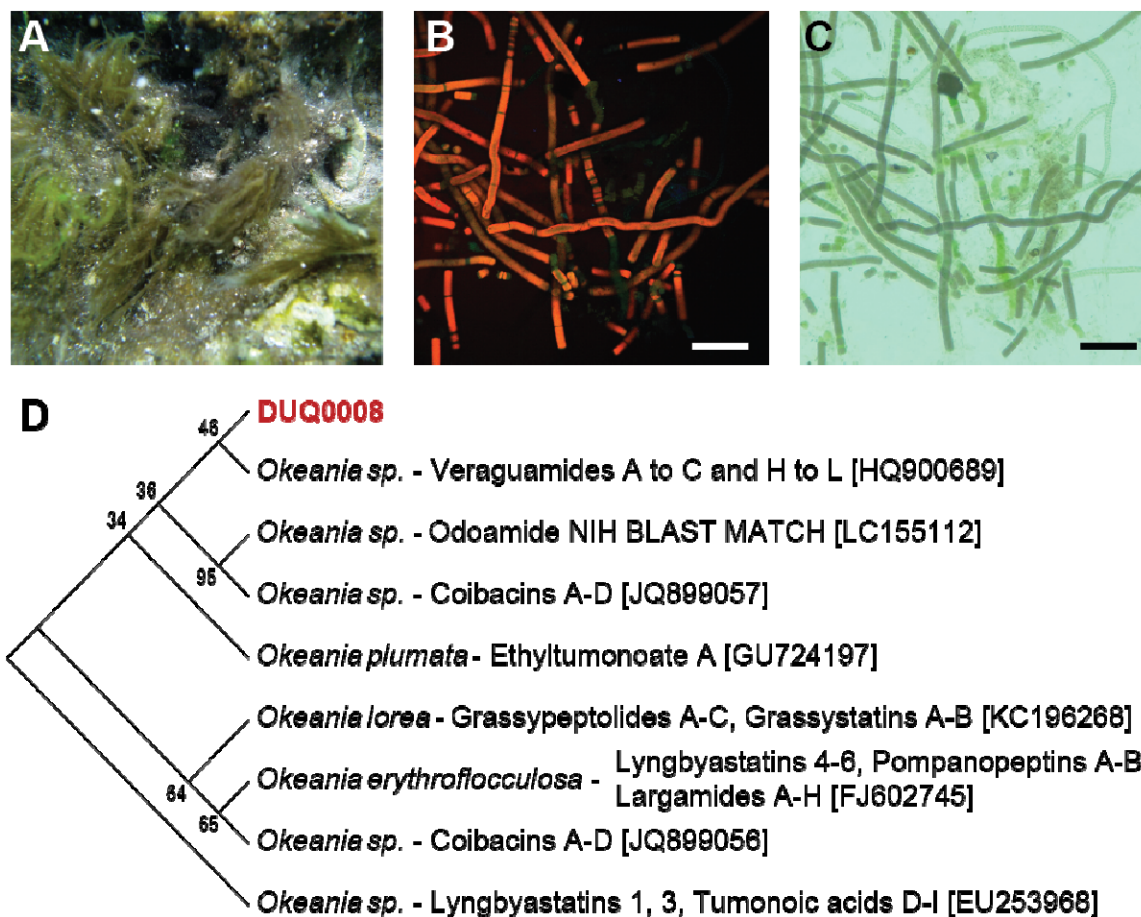 A
B
C
D
DUQ0008
46
Okeania sp. - Veraguamides A to C and H to L [HQ900689]
36
34
Okeania sp. - Odoamide NIH BLAST MATCH [LC155112]
95
Okeania sp. - Coibacins A-D [JQ899057]
Okeania plumata - Ethyltumonoate A [GU724197]
Okeania lorea - Grassypeptolides A-C, Grassystatins A-B [KC196268]
Okeania erythroflocculosa - Lyngbyastatins 4-6, Pompanopeptins A-B
Largamides A-H [FJ602745]
64
65
Okeania sp. - Coibacins A-D [JQ899056]
Okeania sp. - Lyngbyastatins 1, 3, Tumonoic acids D-I [EU253968]